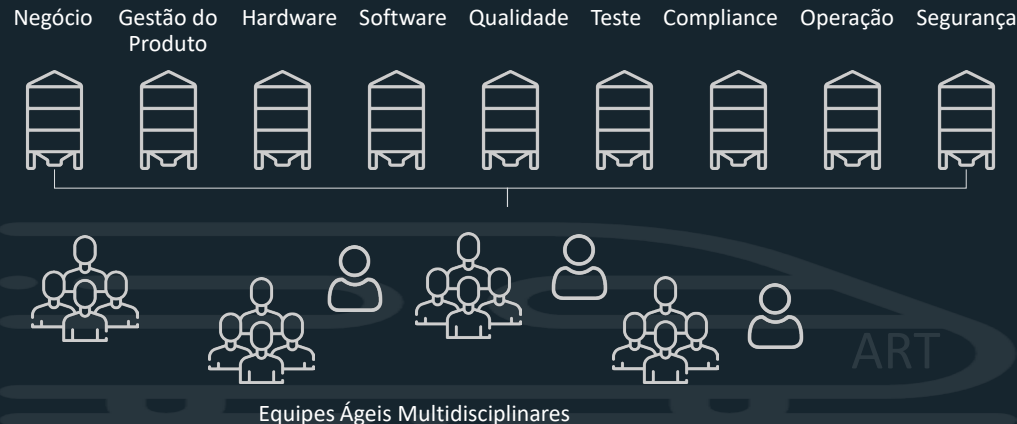 Negócio
Gestão do
Produto
Hardware
Software
Qualidade
Teste
Compliance
Operação
Segurança
ART
Equipes Ágeis Multidisciplinares